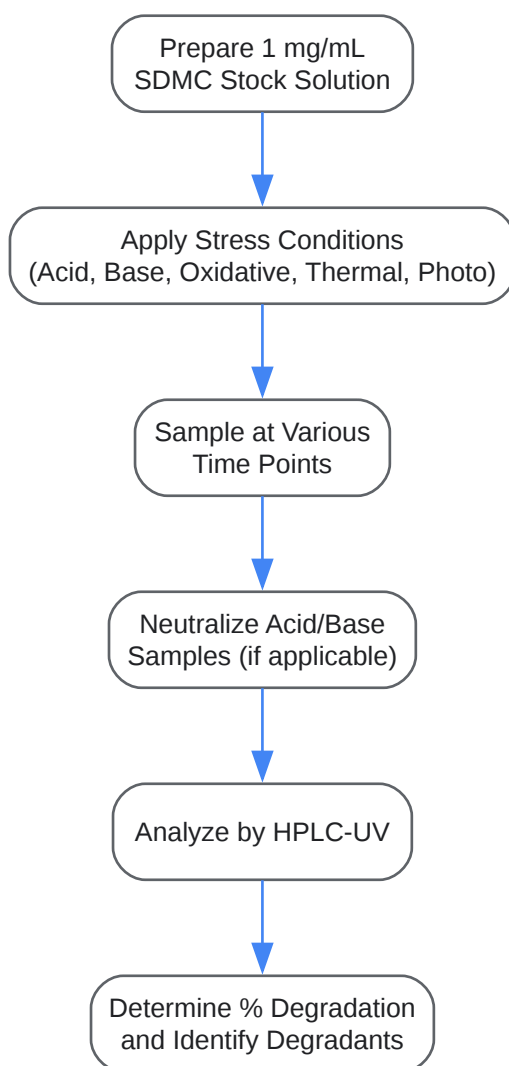 Prepare 1 mg/mL
SDMC Stock Solution
Apply Stress Conditions
(Acid, Base, Oxidative, Thermal, Photo)
Sample at Various
Time Points
Neutralize Acid/Base
Samples (if applicable)
Analyze by HPLC-UV
Determine % Degradation
and Identify Degradants